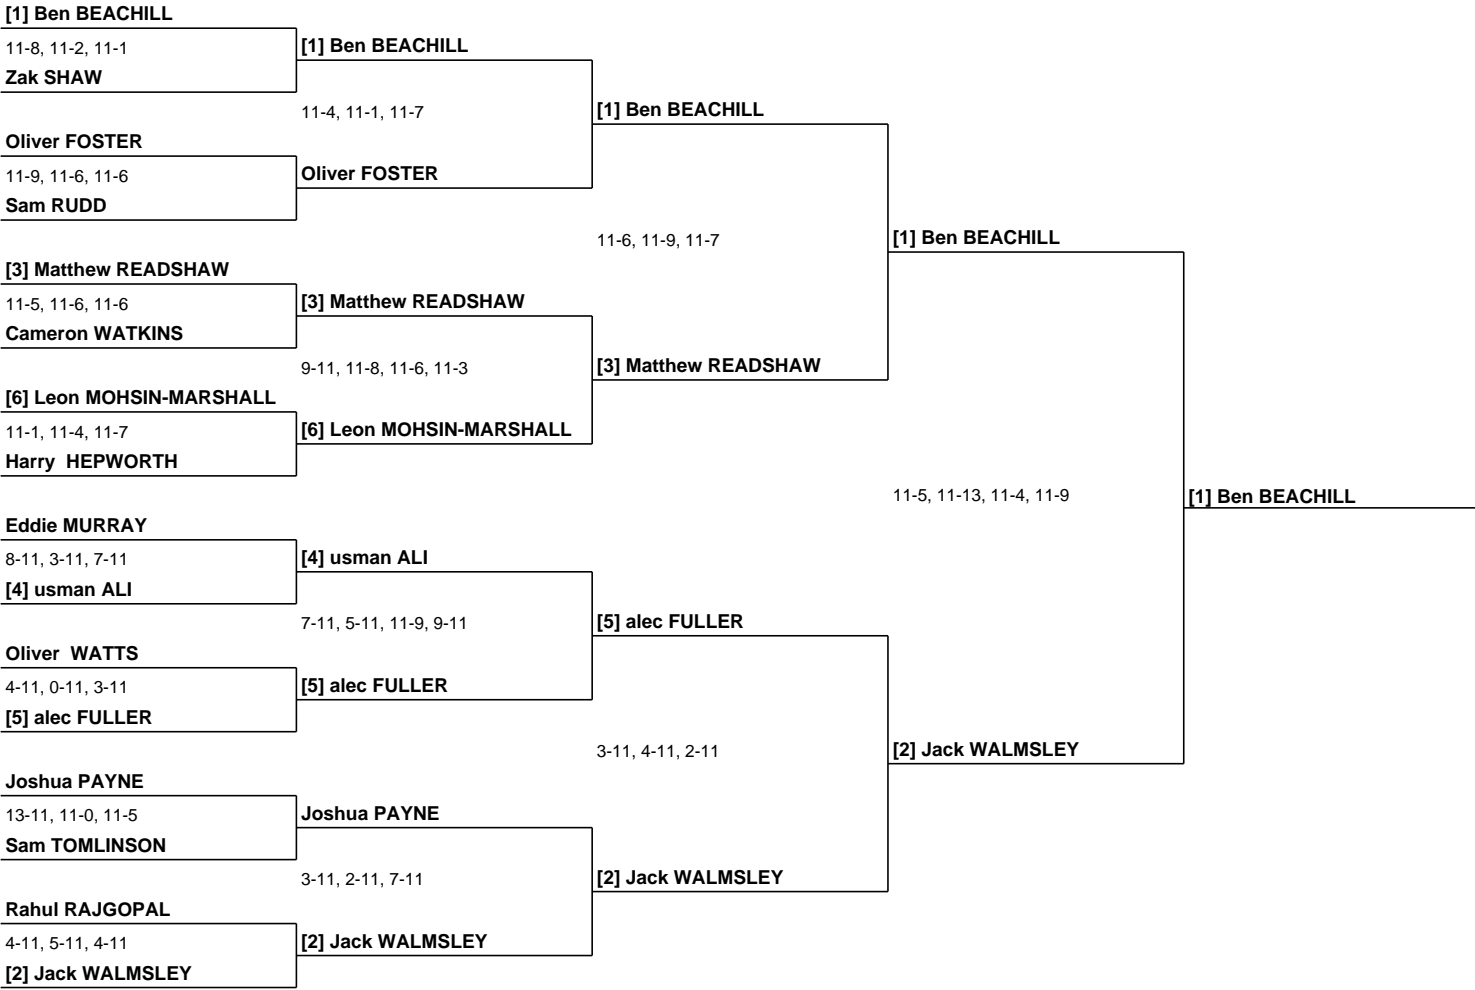 [1] Ben BEACHILL
11-8, 11-2, 11-1
[1] Ben BEACHILL
Zak SHAW
11-4, 11-1, 11-7
[1] Ben BEACHILL
Oliver FOSTER
11-9, 11-6, 11-6
Oliver FOSTER
Sam RUDD
11-6, 11-9, 11-7
[1] Ben BEACHILL
[3] Matthew READSHAW
11-5, 11-6, 11-6
[3] Matthew READSHAW
Cameron WATKINS
9-11, 11-8, 11-6, 11-3
[3] Matthew READSHAW
[6] Leon MOHSIN-MARSHALL
11-1, 11-4, 11-7
[6] Leon MOHSIN-MARSHALL
Harry  HEPWORTH
11-5, 11-13, 11-4, 11-9
[1] Ben BEACHILL
Eddie MURRAY
8-11, 3-11, 7-11
[4] usman ALI
[4] usman ALI
7-11, 5-11, 11-9, 9-11
[5] alec FULLER
Oliver  WATTS
4-11, 0-11, 3-11
[5] alec FULLER
[5] alec FULLER
3-11, 4-11, 2-11
[2] Jack WALMSLEY
Joshua PAYNE
13-11, 11-0, 11-5
Joshua PAYNE
Sam TOMLINSON
3-11, 2-11, 7-11
[2] Jack WALMSLEY
Rahul RAJGOPAL
4-11, 5-11, 4-11
[2] Jack WALMSLEY
[2] Jack WALMSLEY